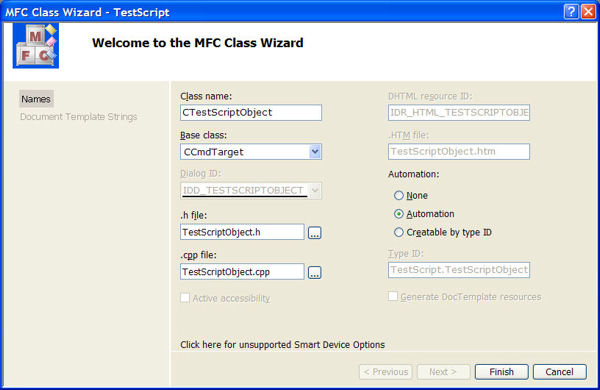 MFC Class Wizard - TestScript
M
F C
Welcome to the MFC Class Wizard
Names
Document Template Strings
Class name:
CTestScriptObject
Base class:
CCmdTarget
Dialog ID:
IDD_TESTSCRIPTOBJECT
.h file:
TestScriptObject.h
...
.cpp file:
TestScriptObject.cpp
...
Active accessibility
DHTML resource ID:
IDR_HTML_TESTSCRIPTOBJE
.HTM file:
TestScriptObject.htm
Automation:
None
Automation
Creatable by type ID
Type ID:
TestScript.TestScriptObject
Generate DocTemplate resources
Click here for unsupported Smart Device Options
< Previous
Next >
Finish
Cancel